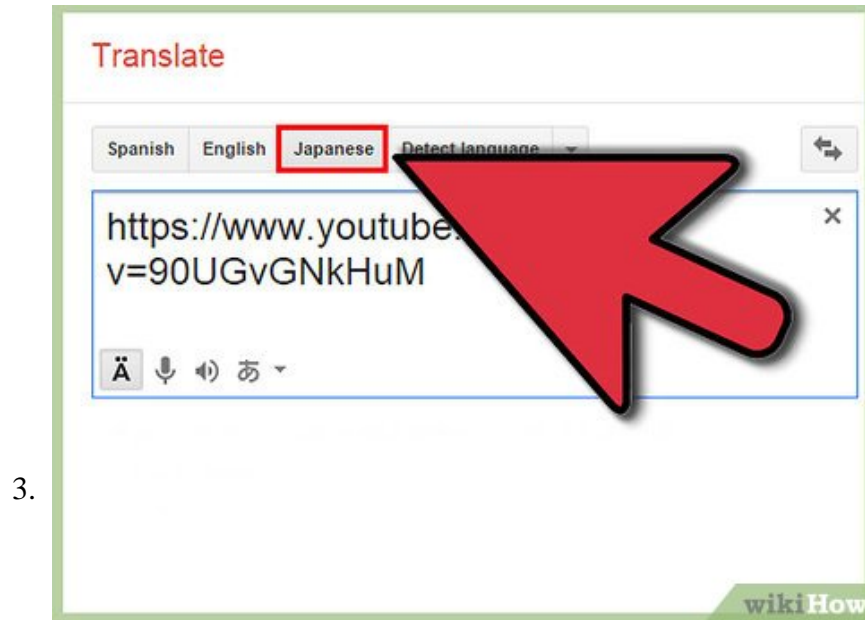 Translate
Spanish English Japanese Detect language
https://www.youtube.
v=90UGvGNkHuM
Ä あ
3.
wikiHow